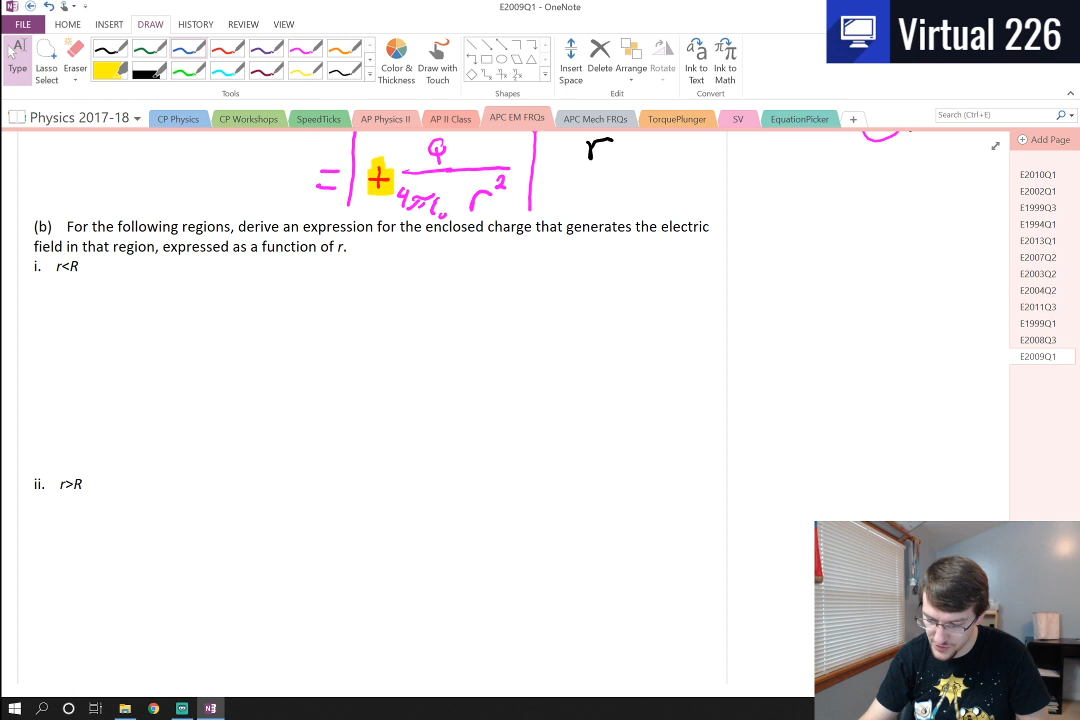 E2009Q1 - OneNote
Virtual 226
FILE HOME INSERT DRAW HISTORY REVIEW VIEW
Type Lasso Select Eraser Color & Thickness Draw with Touch Insert Space Delete Arrange Rotate Ink to Text Ink to Math
Tools Shapes Edit Convert
Physics 2017-18 CP Physics CP Workshops SpeedTicks AP Physics II AP II Class APC EM FRQs APC Mech FRQs TorquePlunger SV EquationPicker Search (Ctrl+E)
Add Page
E2010Q1
E2002Q1
E1999Q3
E1994Q1
E2013Q1
E2007Q2
E2003Q2
E2004Q2
E2011Q3
E1999Q1
E2008Q3
E2009Q1
= | + Q / 4πε₀ r² | r
(b) For the following regions, derive an expression for the enclosed charge that generates the electric
field in that region, expressed as a function of r.
i. r<R
ii. r>R